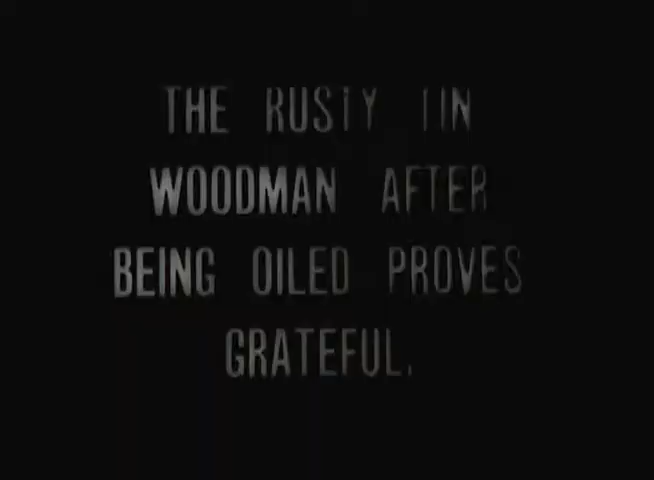 THE RUSTY TIN
WOODMAN AFTER
BEING OILED PROVES
GRATEFUL.